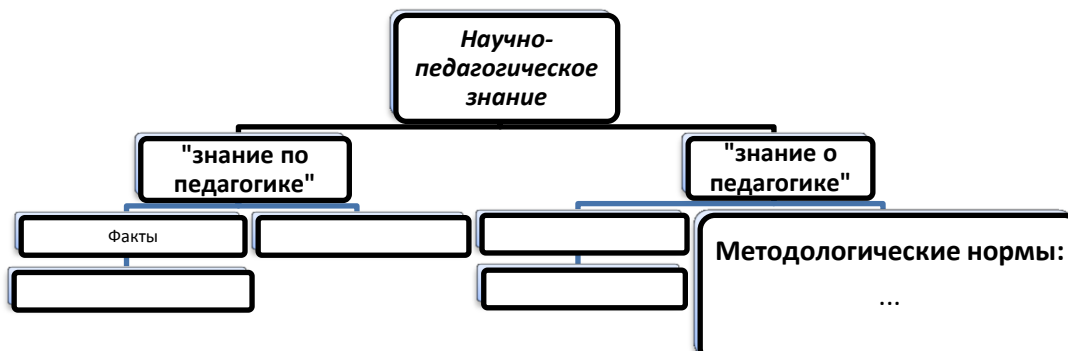 Научно-
педагогическое
знание
"знание по
педагогике"
"знание о
педагогике"
Факты
Методологические нормы:
...